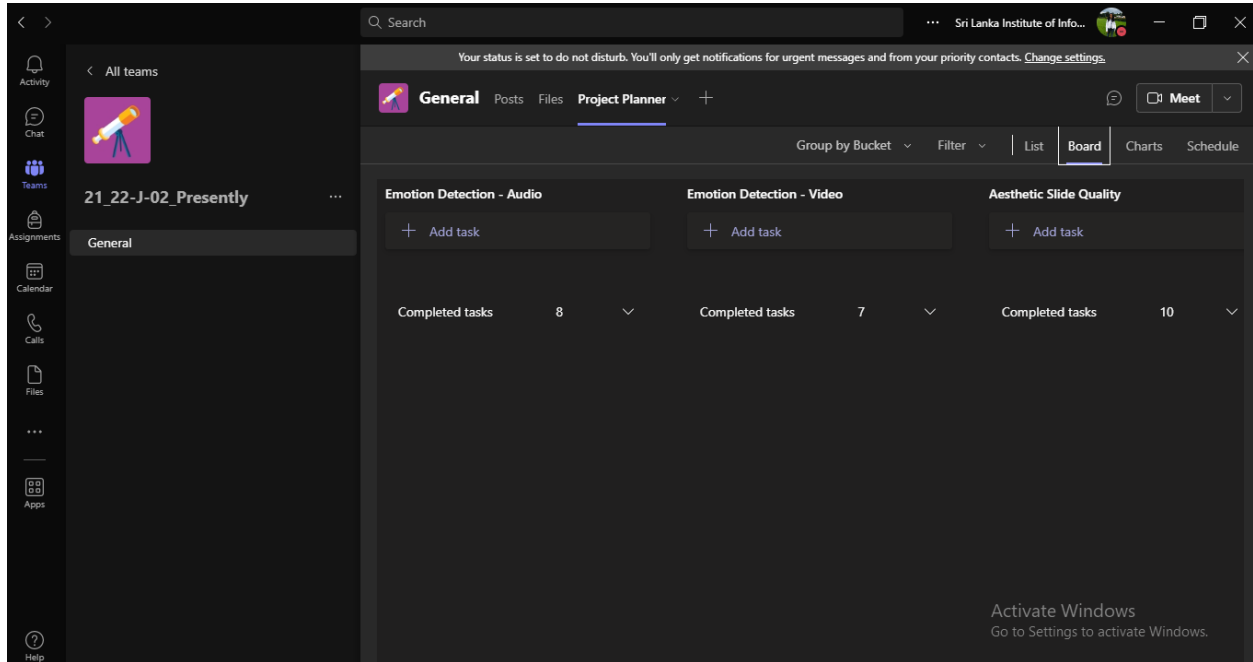 Search
Sri Lanka Institute of Info...
Activity
Chat
Teams
Assignments
Calendar
Calls
Files
Apps
Help
All teams
21_22-J-02_Presently
General
Your status is set to do not disturb. You'll only get notifications for urgent messages and from your priority contacts. Change settings.
General Posts Files Project Planner
Meet
Group by Bucket Filter List Board Charts Schedule
Emotion Detection - Audio
Add task
Completed tasks 8
Emotion Detection - Video
Add task
Completed tasks 7
Aesthetic Slide Quality
Add task
Completed tasks 10
Activate Windows
Go to Settings to activate Windows.